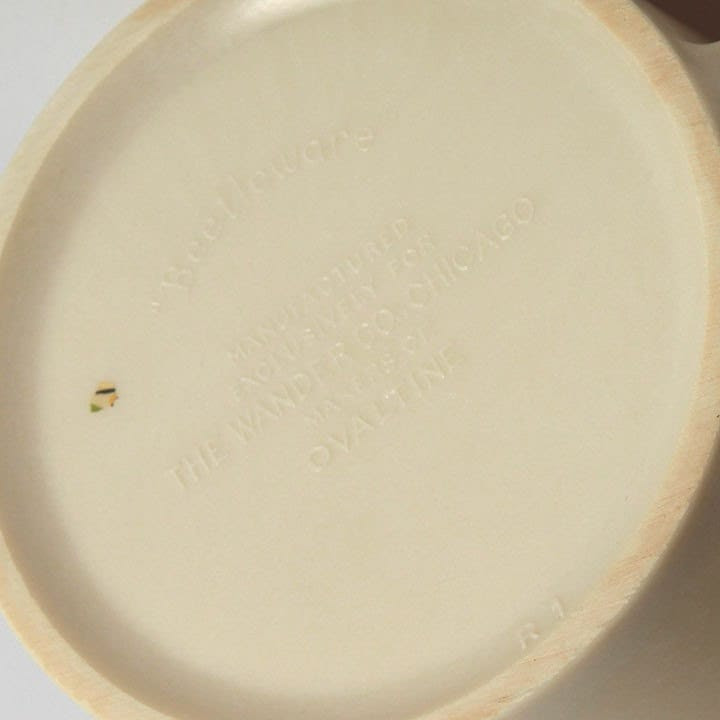 "Beetleware"
MANUFACTURED
EXCLUSIVELY FOR
THE WANDER CO., CHICAGO
MAKERS OF
OVALTINE
R 1